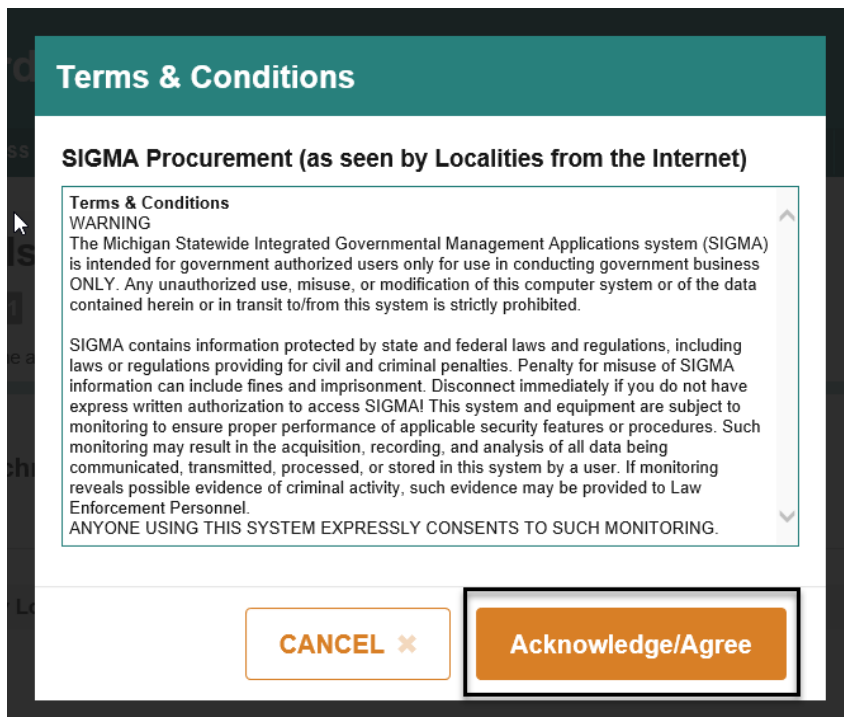 Terms & Conditions
SIGMA Procurement (as seen by Localities from the Internet)
Terms & Conditions
WARNING
The Michigan Statewide Integrated Governmental Management Applications system (SIGMA)
is intended for government authorized users only for use in conducting government business
ONLY. Any unauthorized use, misuse, or modification of this computer system or of the data
contained herein or in transit to/from this system is strictly prohibited.
SIGMA contains information protected by state and federal laws and regulations, including
laws or regulations providing for civil and criminal penalties. Penalty for misuse of SIGMA
information can include fines and imprisonment. Disconnect immediately if you do not have
express written authorization to access SIGMA! This system and equipment are subject to
monitoring to ensure proper performance of applicable security features or procedures. Such
monitoring may result in the acquisition, recording, and analysis of all data being
communicated, transmitted, processed, or stored in this system by a user. If monitoring
reveals possible evidence of criminal activity, such evidence may be provided to Law
Enforcement Personnel.
ANYONE USING THIS SYSTEM EXPRESSLY CONSENTS TO SUCH MONITORING.
CANCEL ✖
Acknowledge/Agree